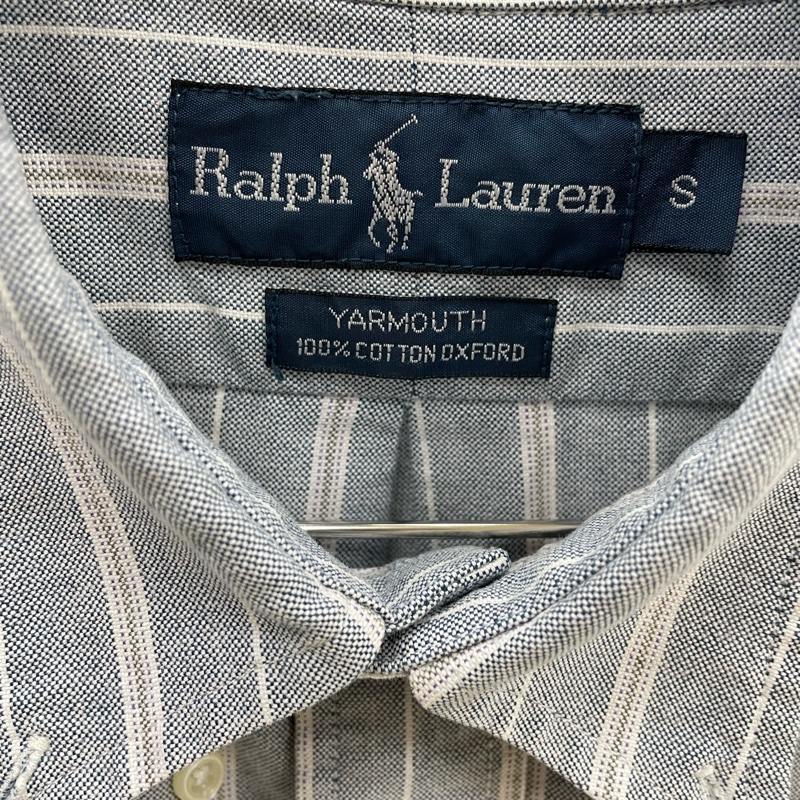 Ralph Lauren
S
YARMOUTH
100% COTTON OXFORD